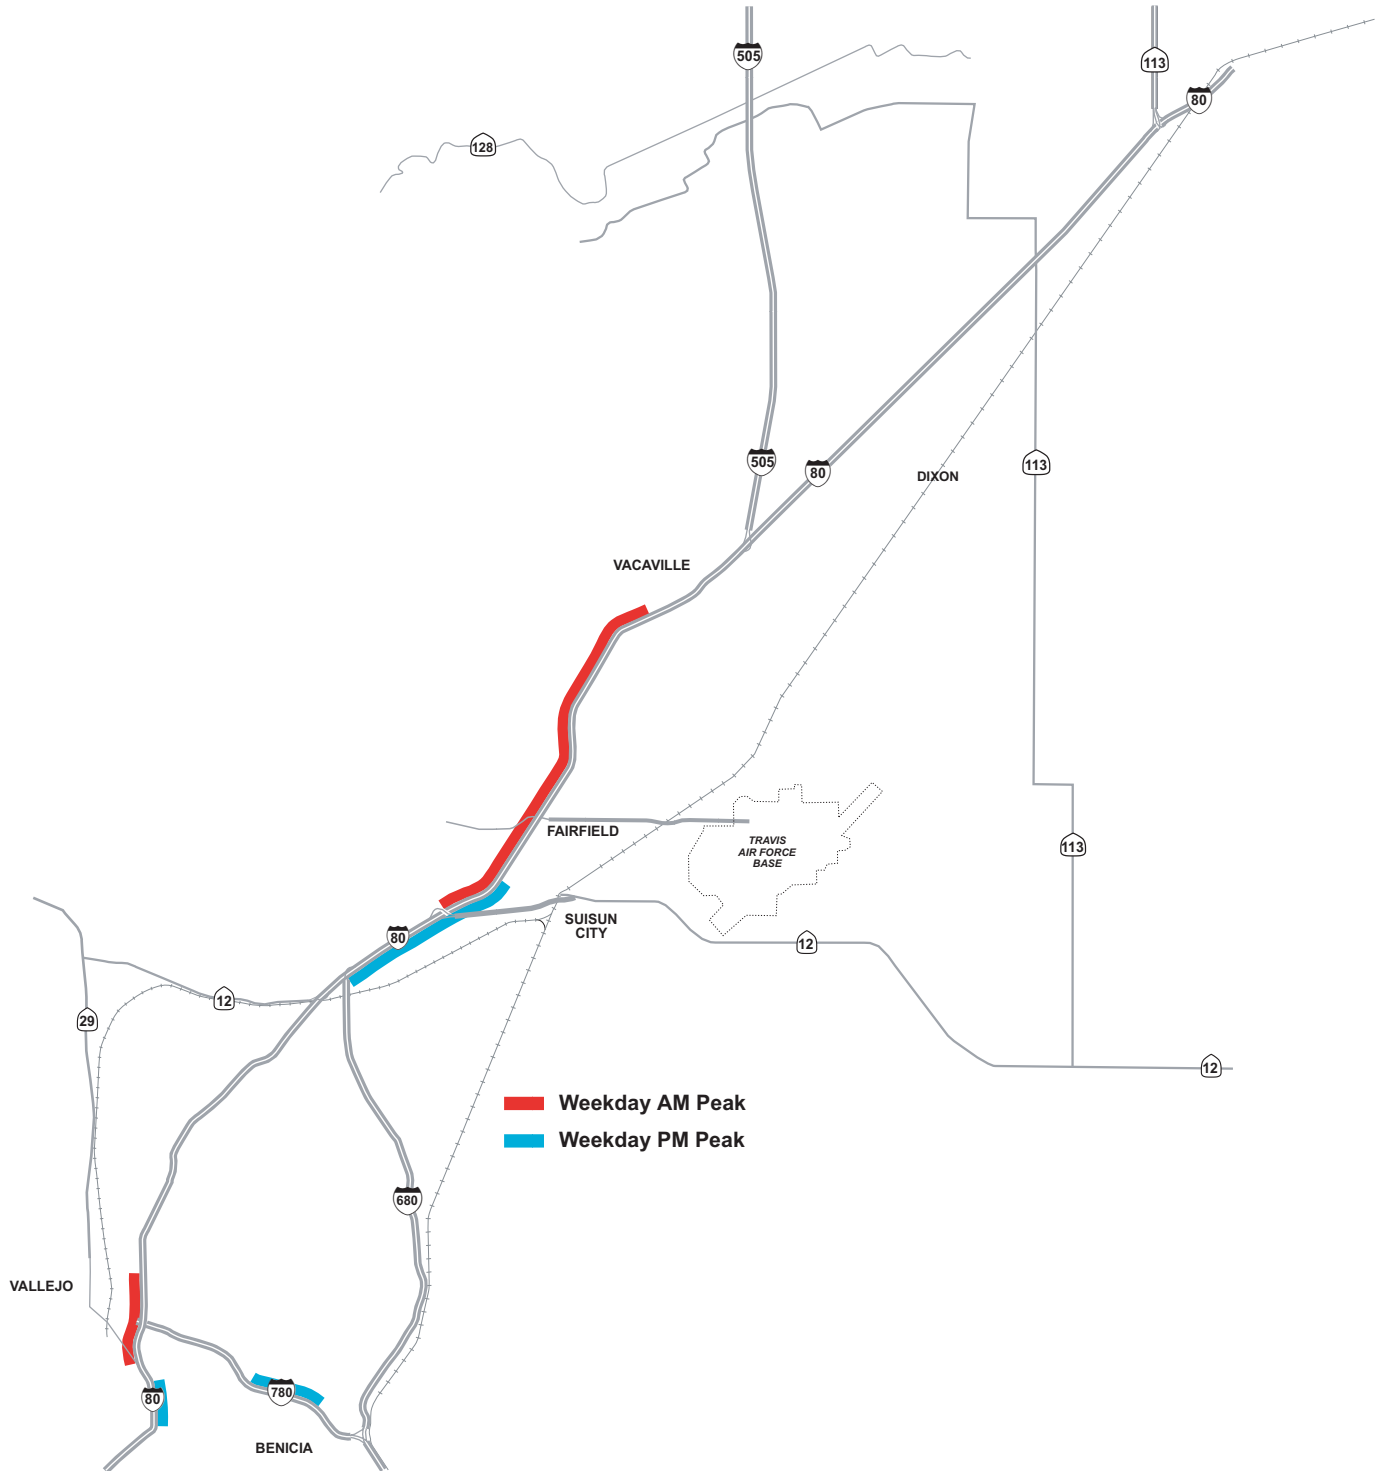 505
113
80
128
505
80
DIXON
113
VACAVILLE
FAIRFIELD
TRAVIS
AIR FORCE
BASE
113
SUISUN
CITY
80
12
12
29
12
Weekday AM Peak
Weekday PM Peak
680
VALLEJO
780
80
BENICIA